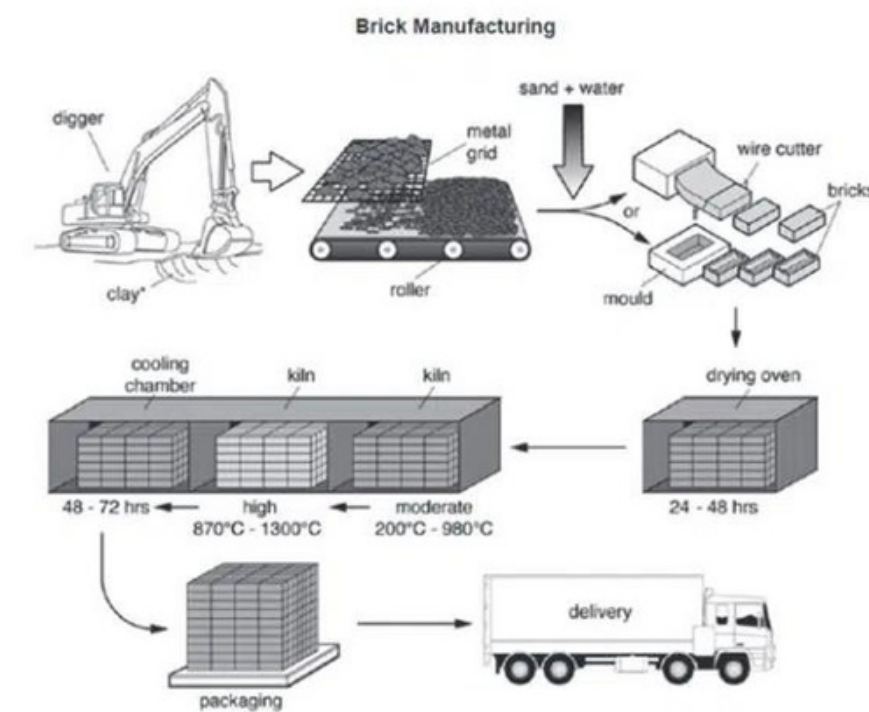 Brick Manufacturing
digger
clay*
metal
grid
roller
sand + water
or
wire cutter
bricks
mould
drying oven
24 - 48 hrs
cooling
chamber
kiln
kiln
48 - 72 hrs
high
870°C - 1300°C
moderate
200°C - 980°C
packaging
delivery